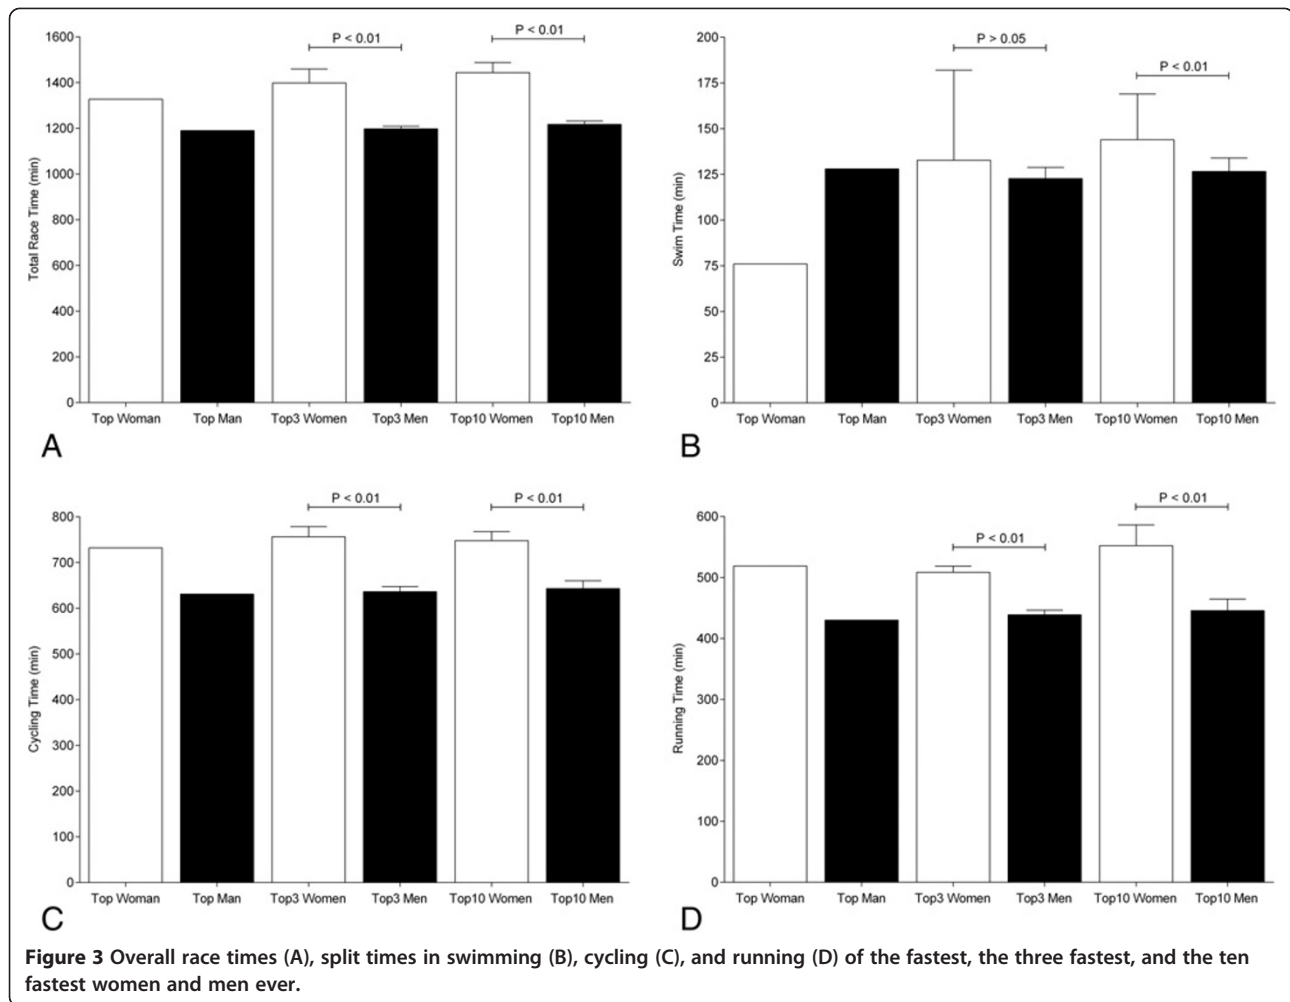 1600
1400
1200
1000
800
600
400
200
0
Total Race Time (min)
P < 0.01
P < 0.01
Top Woman Top Man Top3 Women Top3 Men Top10 Women Top10 Men
A
200
175
150
125
100
75
50
25
0
Swim Time (min)
P > 0.05
P < 0.01
Top Woman Top Man Top3 Women Top3 Men Top10 Women Top10 Men
B
800
700
600
500
400
300
200
100
0
Cycling Time (min)
P < 0.01
P < 0.01
Top Woman Top Man Top3 Women Top3 Men Top10 Women Top10 Men
C
600
500
400
300
200
100
0
Running Time (min)
P < 0.01
P < 0.01
Top Woman Top Man Top3 Women Top3 Men Top10 Women Top10 Men
D
Figure 3 Overall race times (A), split times in swimming (B), cycling (C), and running (D) of the fastest, the three fastest, and the ten
fastest women and men ever.